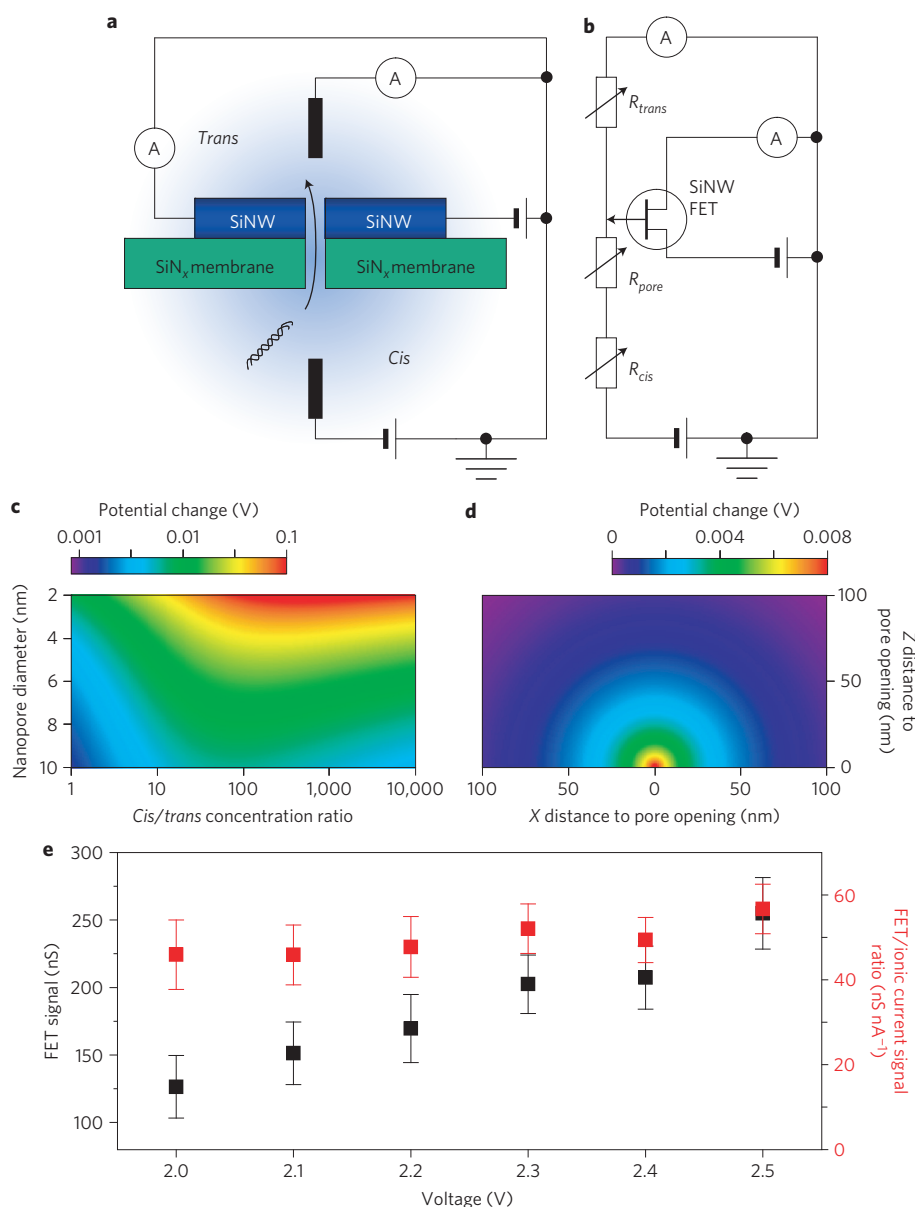 a
A
A
Trans
SiNW
SiNW
SiNₓ membrane
SiNₓ membrane
Cis
b
A
R_trans
A
SiNW
FET
R_pore
R_cis
c
Potential change (V)
0.001 0.01 0.1
Nanopore diameter (nm)
2
4
6
8
10
1 10 100 1,000 10,000
Cis/trans concentration ratio
d
Potential change (V)
0 0.004 0.008
100
50
0
Z distance to
pore opening (nm)
100 50 0 50 100
X distance to pore opening (nm)
e
FET signal (nS)
300
250
200
150
100
60
40
20
0
FET/ionic current signal
ratio (nS nA⁻¹)
2.0 2.1 2.2 2.3 2.4 2.5
Voltage (V)